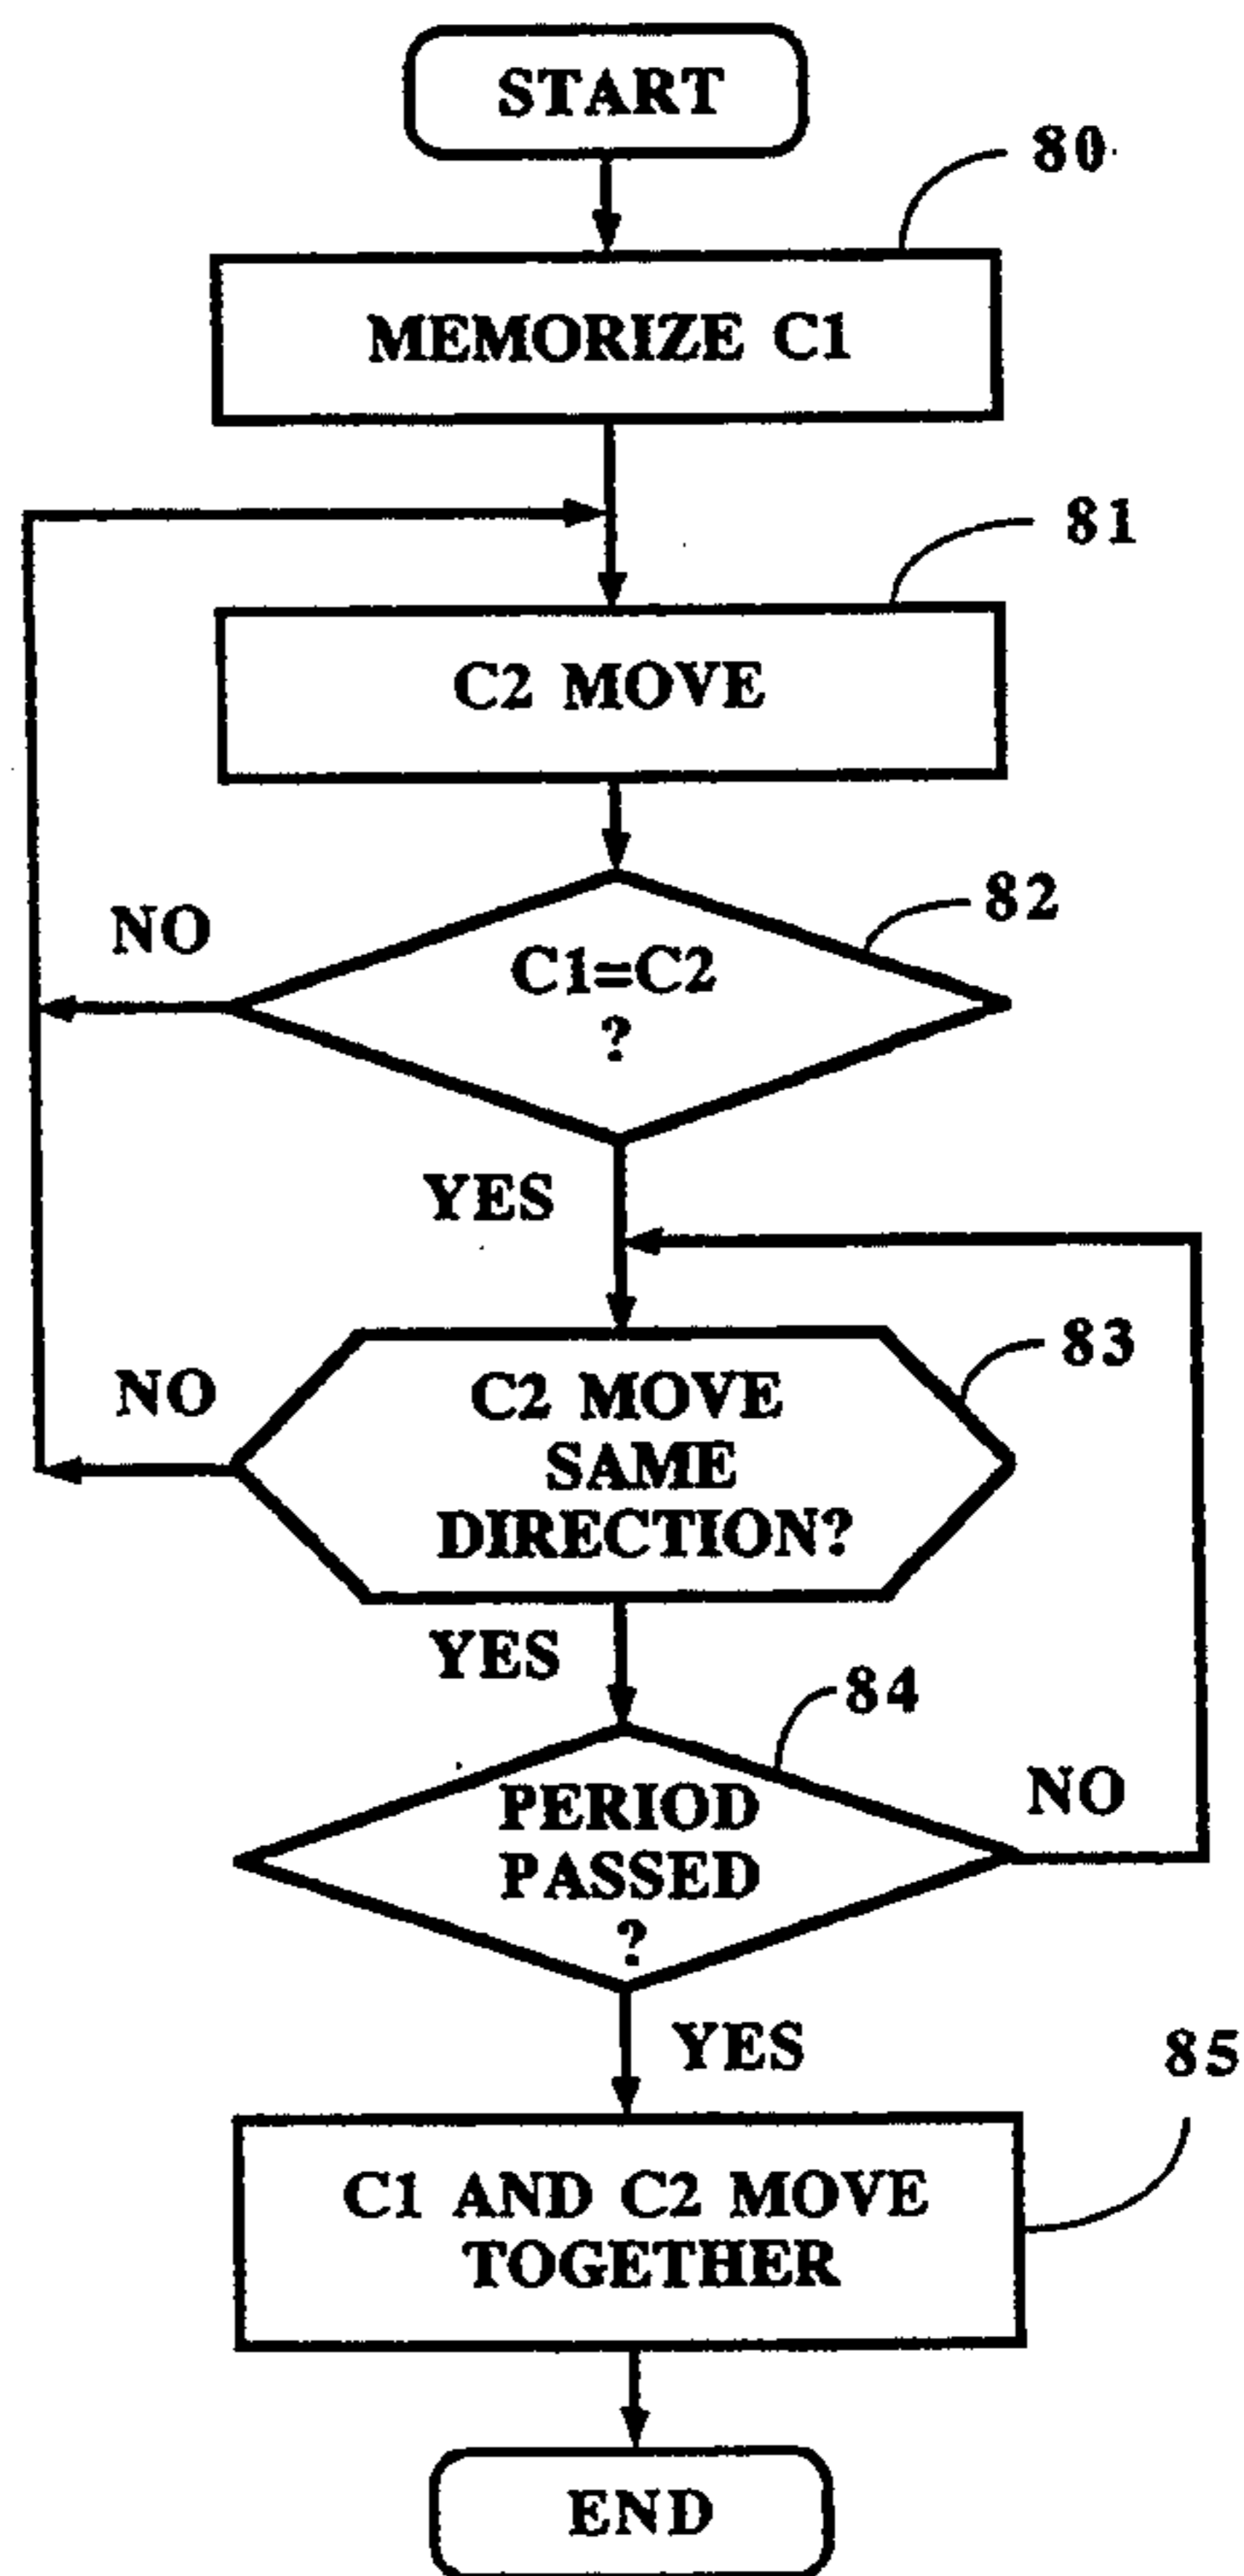 START
80
MEMORIZE C1
81
C2 MOVE
82
NO
C1=C2
?
YES
83
NO
C2 MOVE
SAME
DIRECTION?
YES
84
NO
PERIOD
PASSED
?
YES
85
C1 AND C2 MOVE
TOGETHER
END